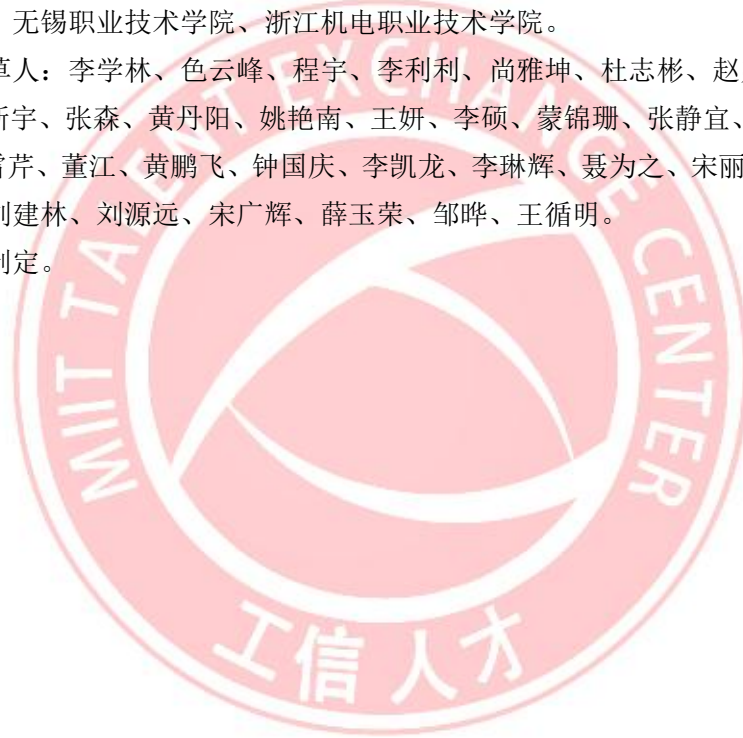 无锡职业技术学院、浙江机电职业技术学院。
草人：李学林、色云峰、程宇、李利利、尚雅坤、杜志彬、赵
新宇、张森、黄丹阳、姚艳南、王妍、李硕、蒙锦珊、张静宜、
雪芹、董江、黄鹏飞、钟国庆、李凯龙、李琳辉、聂为之、宋丽
刘建林、刘源远、宋广辉、薛玉荣、邹晔、王循明。
制定。
MIIT TALENT EXCHANGE CENTER
工信人才